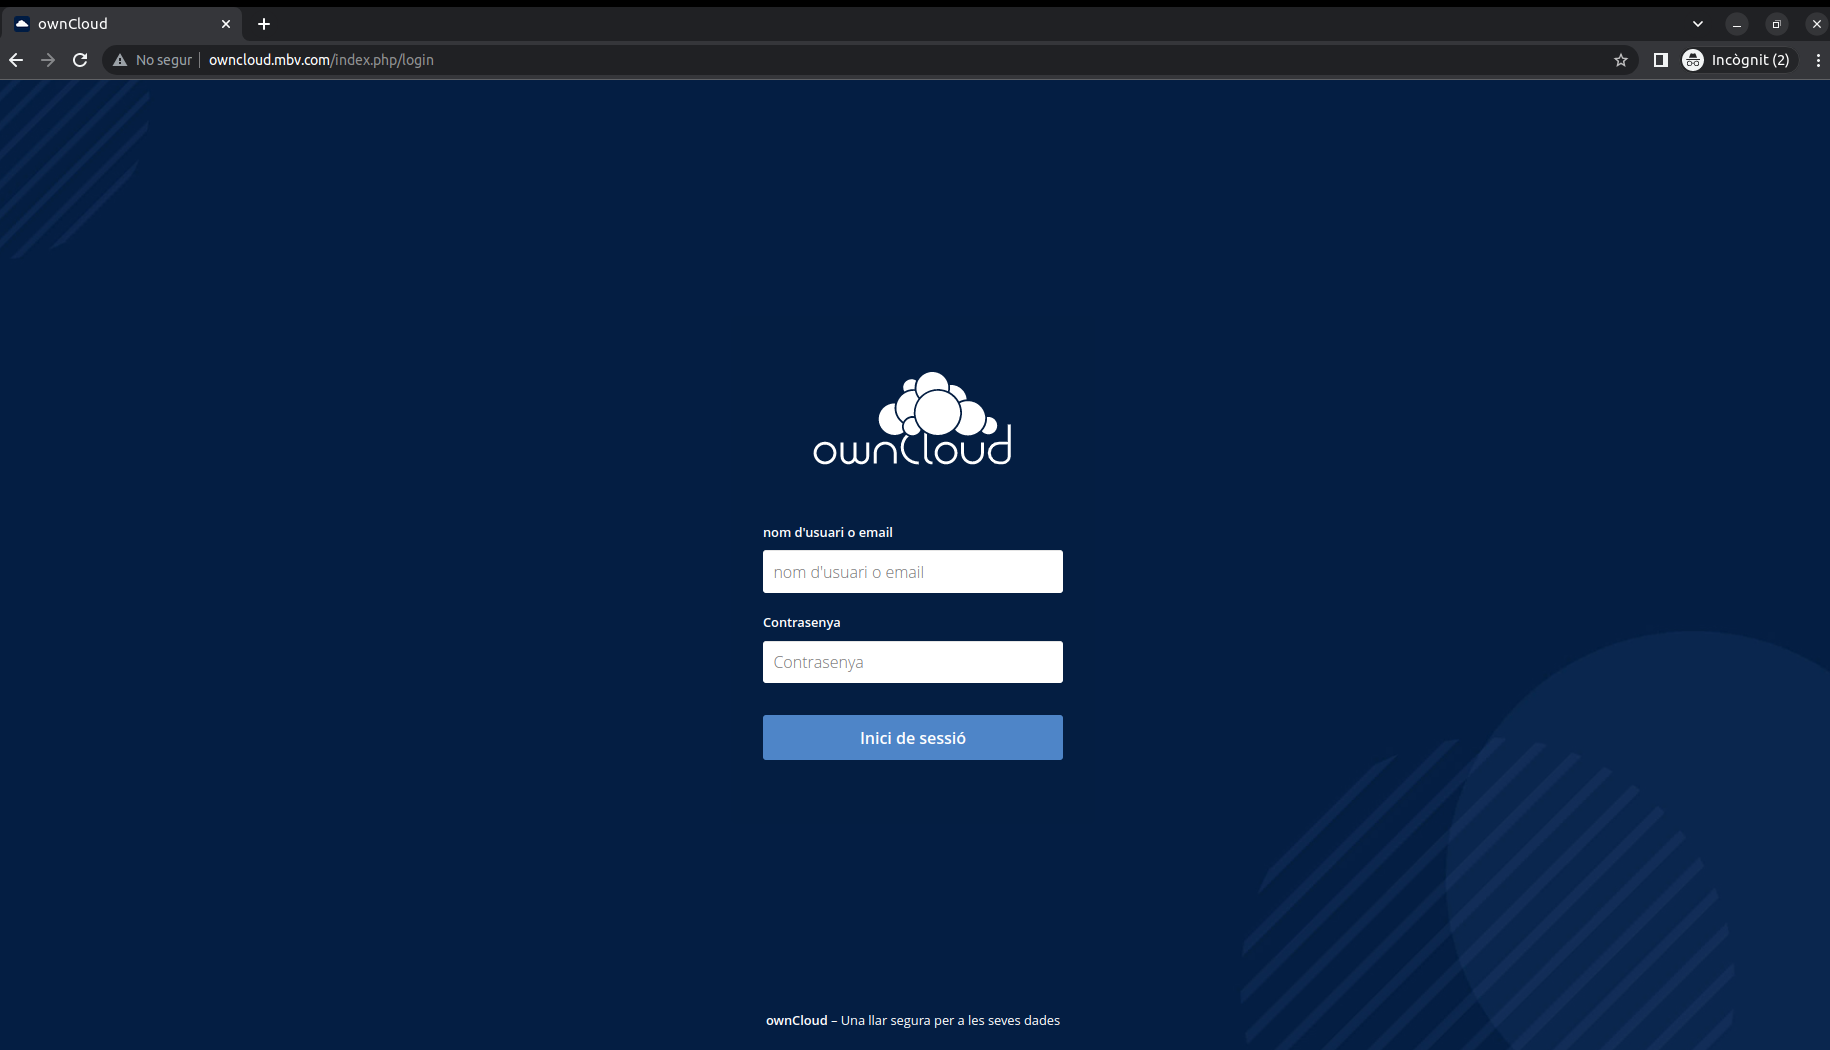 ownCloud
No segur
owncloud.mbv.com/index.php/login
Incògnit (2)
ownCloud
nom d'usuari o email
nom d'usuari o email
Contrasenya
Contrasenya
Inici de sessió
ownCloud – Una llar segura per a les seves dades